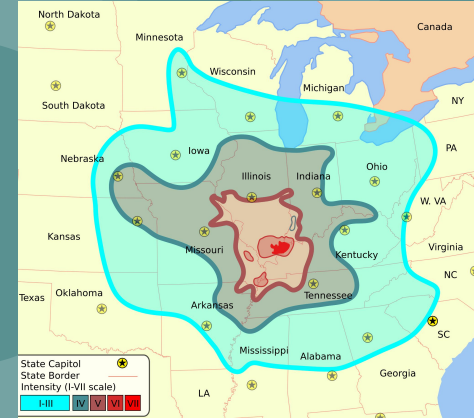 North Dakota
Canada
Minnesota
Wisconsin
Michigan
NY
South Dakota
PA
Iowa
Nebraska
Ohio
Illinois
Indiana
W. VA
Kansas
Virginia
Missouri
Kentucky
NC
Oklahoma
Texas
Tennessee
Arkansas
SC
Mississippi
Alabama
Georgia
LA
State Capitol
State Border
Intensity (I-VII scale)
I-III IV V VI VII